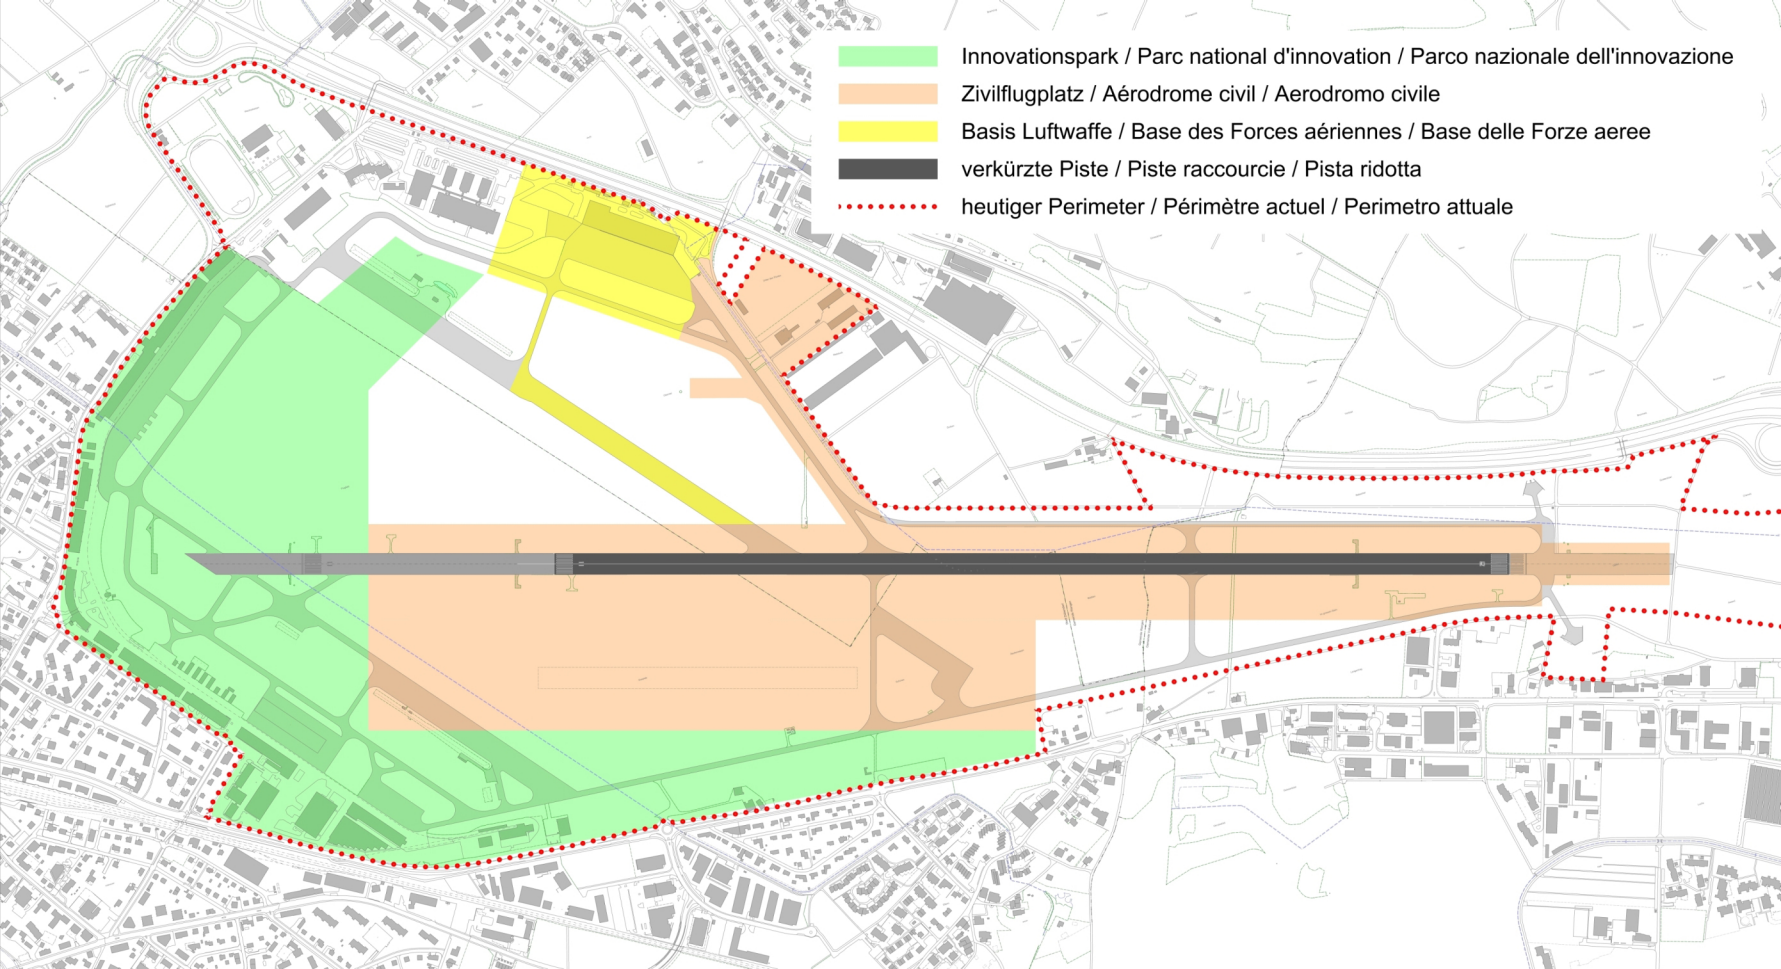 Innovationspark / Parc national d'innovation / Parco nazionale dell'innovazione
Zivilflugplatz / Aérodrome civil / Aerodromo civile
Basis Luftwaffe / Base des Forces aériennes / Base delle Forze aeree
verkürzte Piste / Piste raccourcie / Pista ridotta
heutiger Perimeter / Périmètre actuel / Perimetro attuale